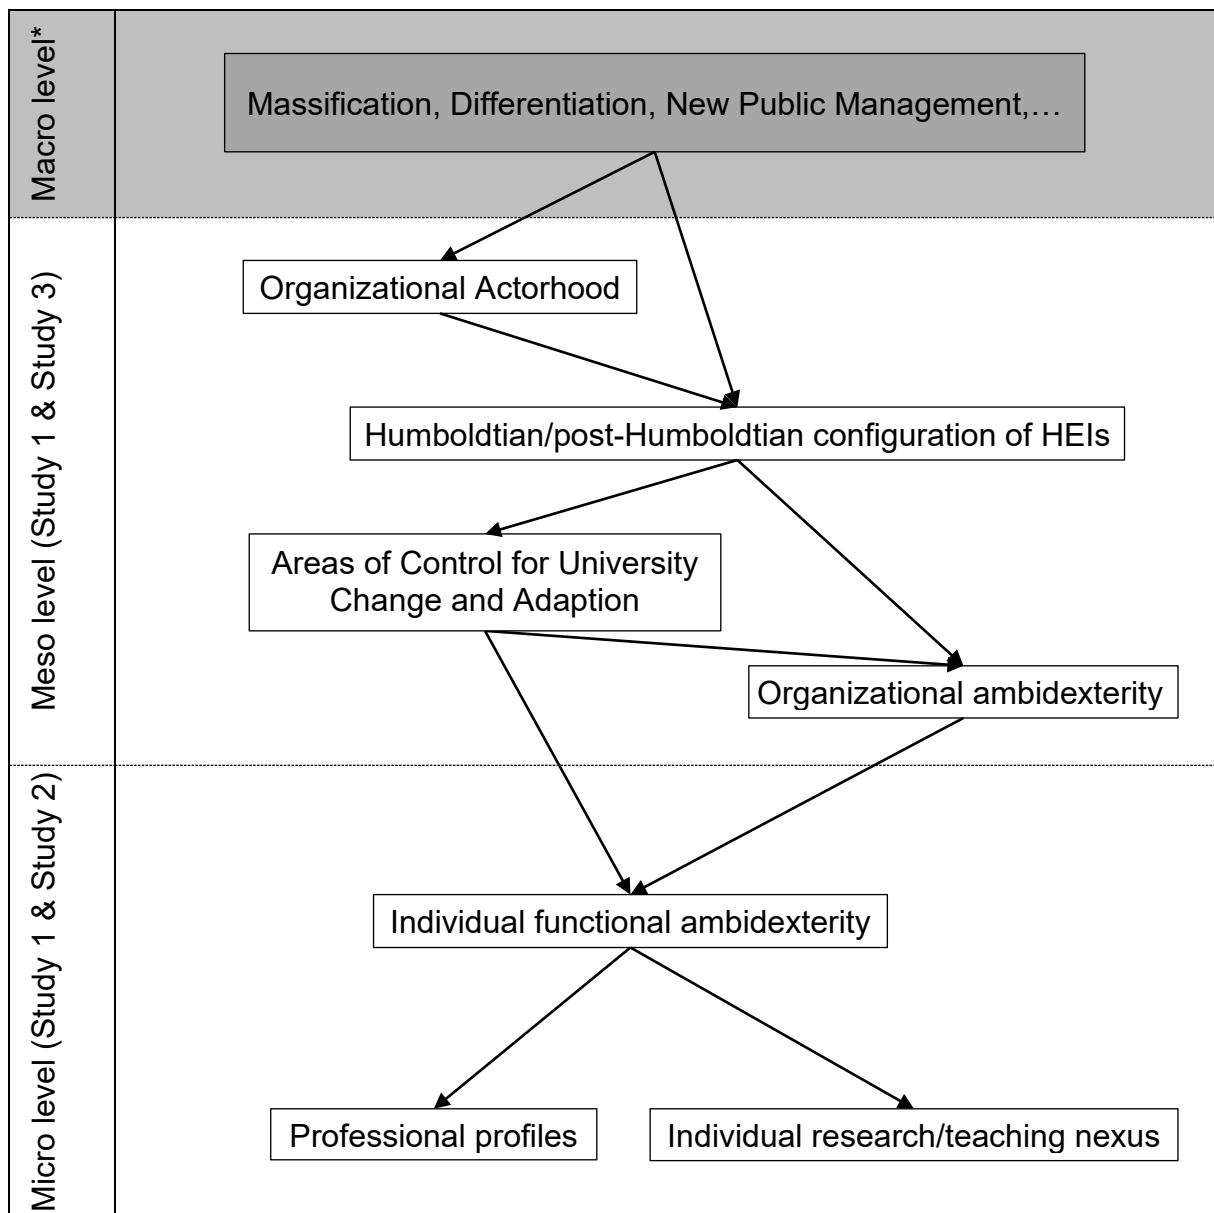 Macro level*
Massification, Differentiation, New Public Management,…
Meso level (Study 1 & Study 3)
Organizational Actorhood
Humboldtian/post-Humboldtian configuration of HEIs
Areas of Control for University
Change and Adaption
Organizational ambidexterity
Micro level (Study 1 & Study 2)
Individual functional ambidexterity
Professional profiles
Individual research/teaching nexus